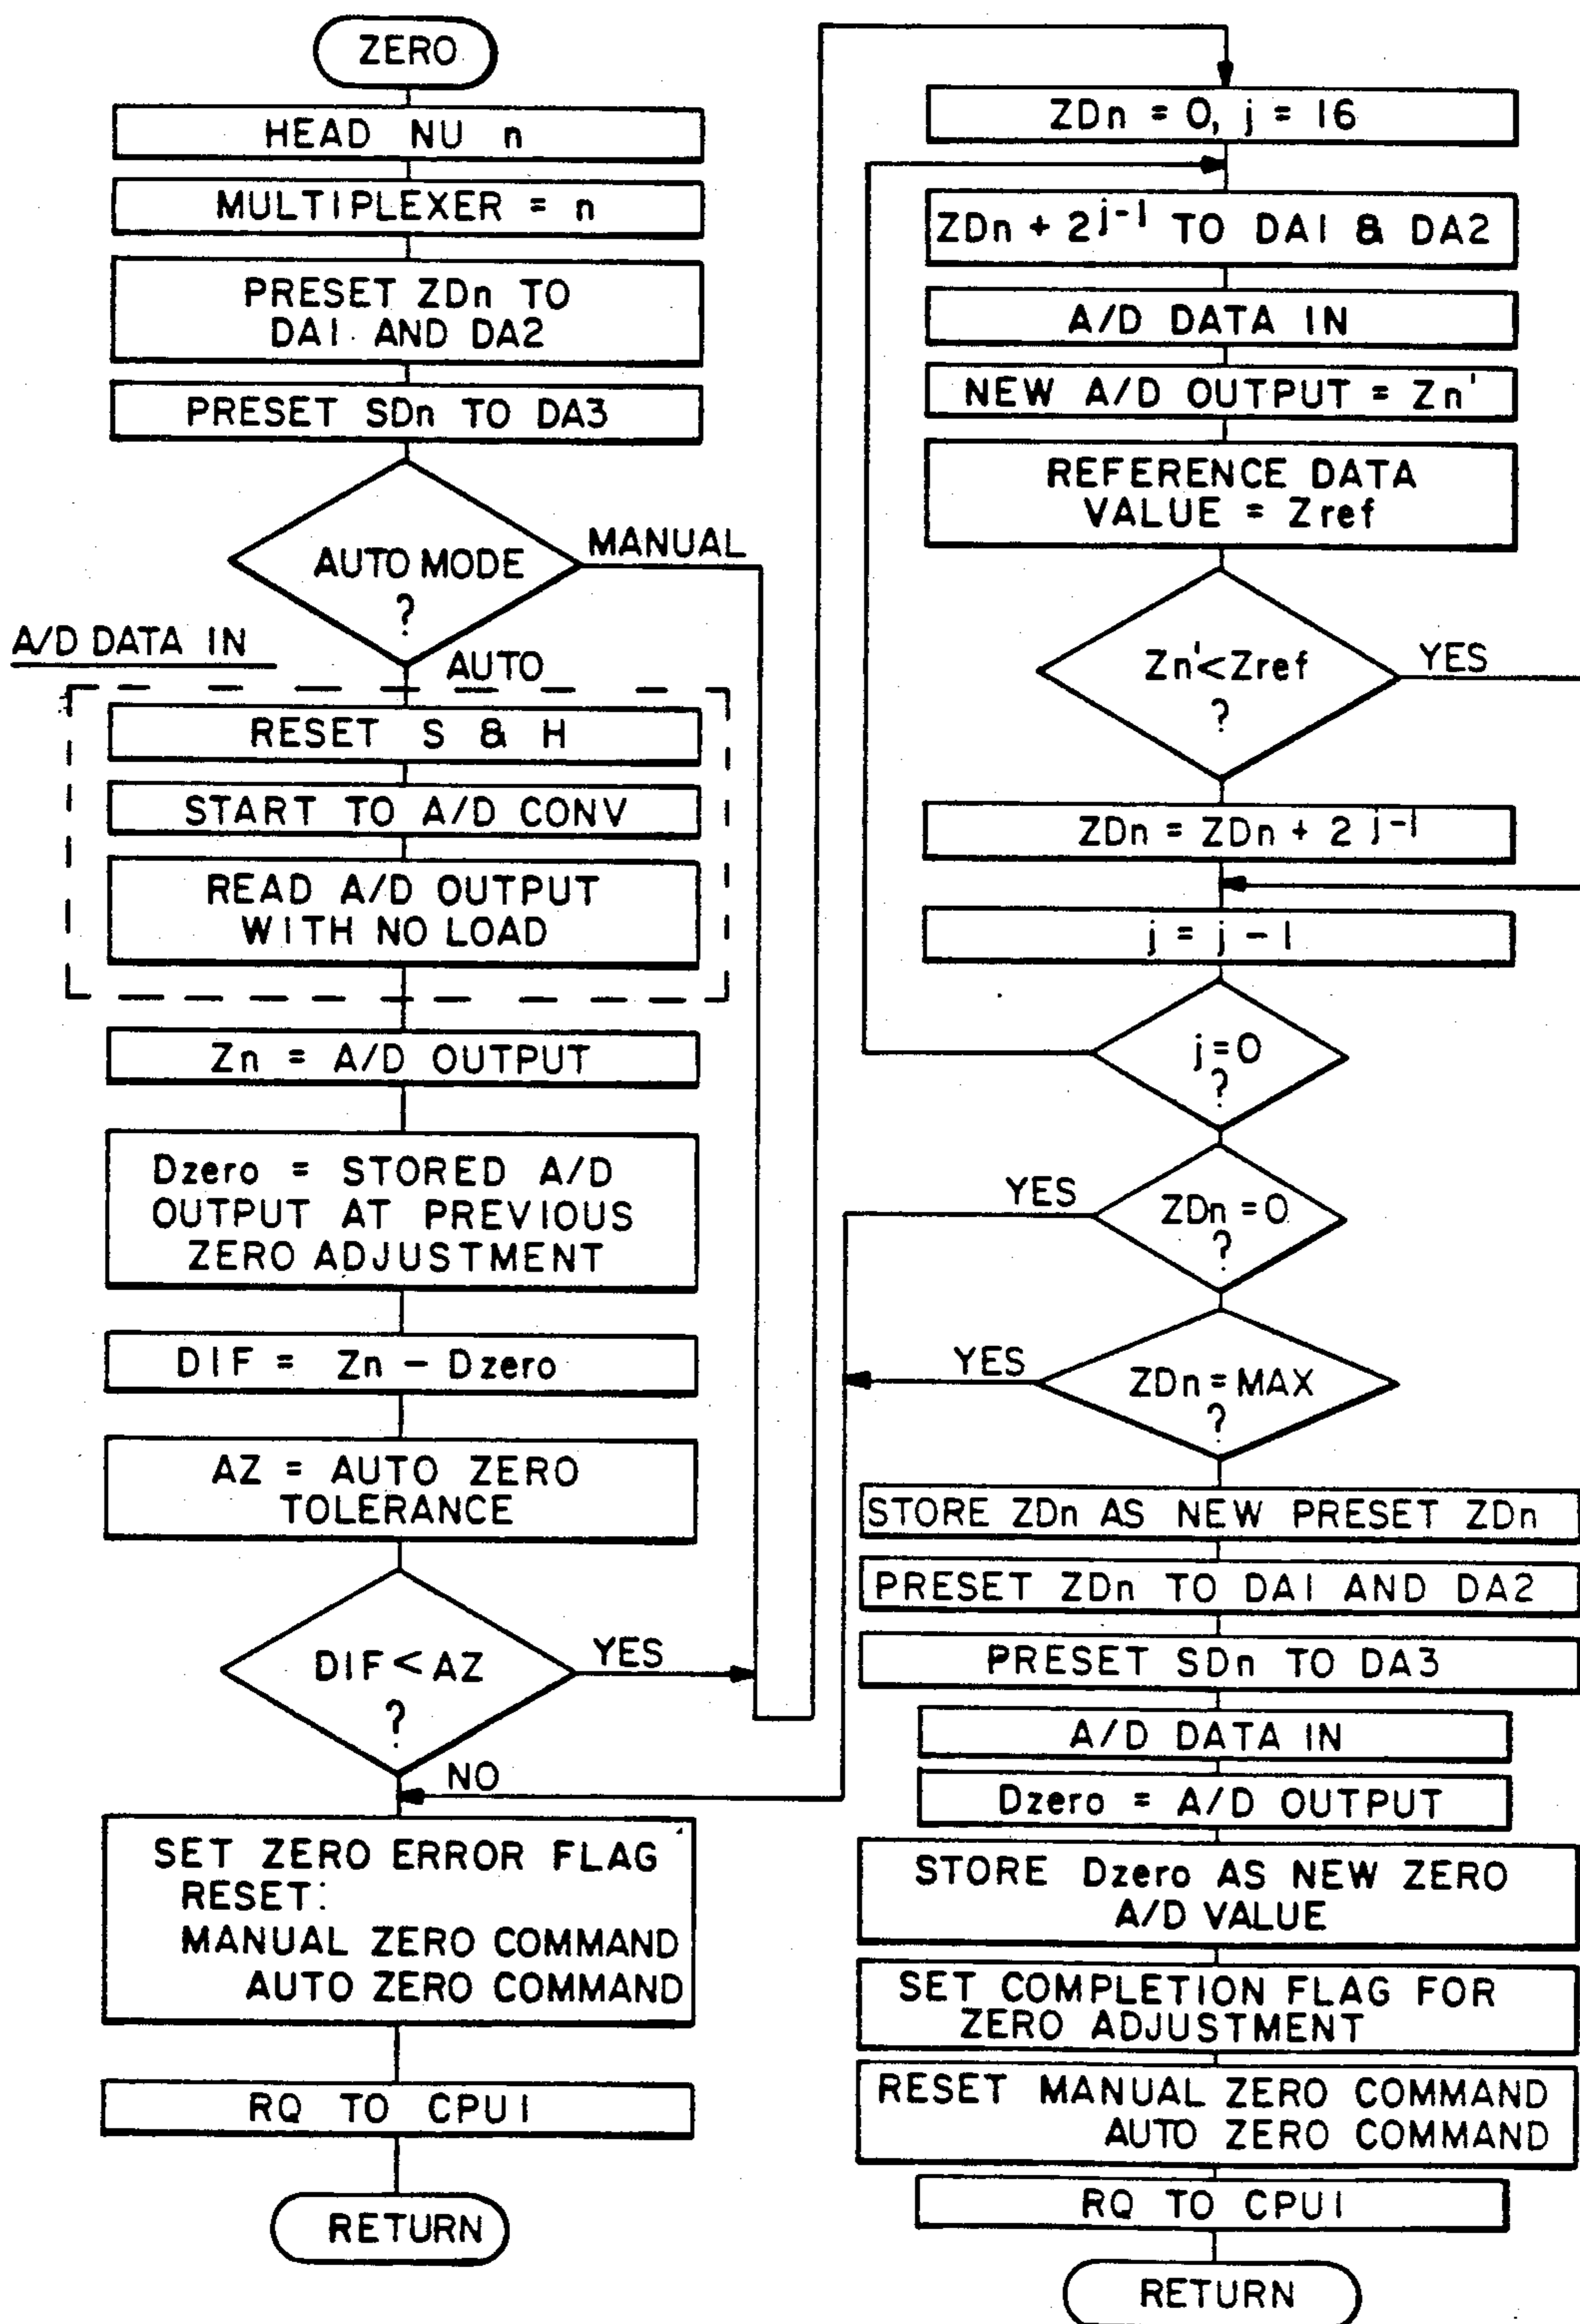 ZERO
HEAD NU n
MULTIPLEXER = n
PRESET ZDn TO
DA1 AND DA2
PRESET SDn TO DA3
AUTO MODE
?
MANUAL
A/D DATA IN
AUTO
RESET S & H
START TO A/D CONV
READ A/D OUTPUT
WITH NO LOAD
Zn = A/D OUTPUT
Dzero = STORED A/D
OUTPUT AT PREVIOUS
ZERO ADJUSTMENT
DIF = Zn - Dzero
AZ = AUTO ZERO
TOLERANCE
DIF < AZ
?
YES
NO
SET ZERO ERROR FLAG
RESET:
MANUAL ZERO COMMAND
AUTO ZERO COMMAND
RQ TO CPU1
RETURN
ZDn = 0, j = 16
ZDn + 2^{j-1} TO DA1 & DA2
A/D DATA IN
NEW A/D OUTPUT = Zn'
REFERENCE DATA
VALUE = Zref
Zn' < Zref
?
YES
ZDn = ZDn + 2^{j-1}
j = j - 1
j = 0
?
YES
ZDn = 0
?
YES
ZDn = MAX
?
STORE ZDn AS NEW PRESET ZDn
PRESET ZDn TO DA1 AND DA2
PRESET SDn TO DA3
A/D DATA IN
Dzero = A/D OUTPUT
STORE Dzero AS NEW ZERO
A/D VALUE
SET COMPLETION FLAG FOR
ZERO ADJUSTMENT
RESET MANUAL ZERO COMMAND
AUTO ZERO COMMAND
RQ TO CPU1
RETURN